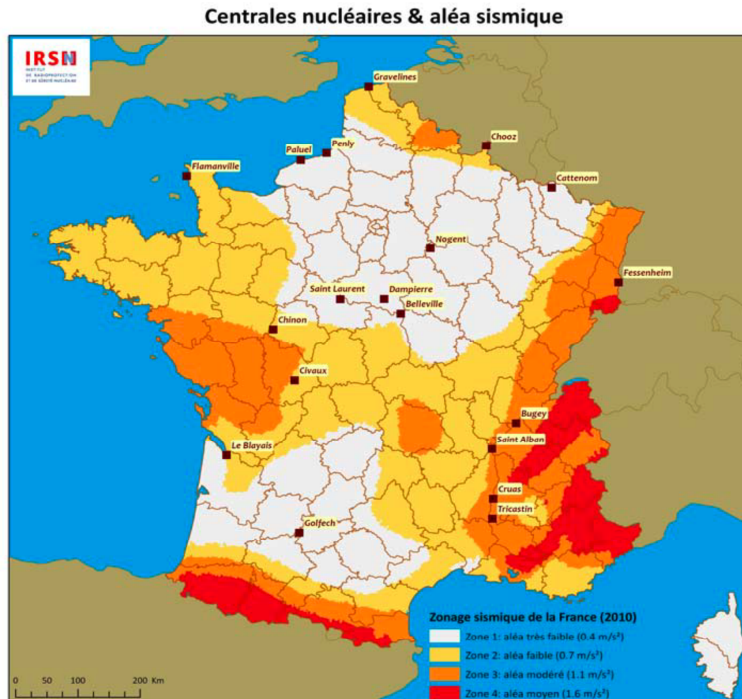 Centrales nucléaires & aléa sismique
IRSN
INSTITUT
DE RADIOPROTECTION
ET DE SÛRETÉ NUCLÉAIRE
Gravelines
Chooz
Penly
Paluel
Flamanville
Cattenom
Nogent
Fessenheim
Saint Laurent
Dampierre
Belleville
Chinon
Civaux
Bugey
Saint Alban
Le Blayais
Cruas
Tricastin
Golfech
Zonage sismique de la France (2010)
Zone 1: aléa très faible (0.4 m/s²)
Zone 2: aléa faible (0.7 m/s²)
Zone 3: aléa modéré (1.1 m/s²)
Zone 4: aléa moyen (1.6 m/s²)
0 50 100 200 Km